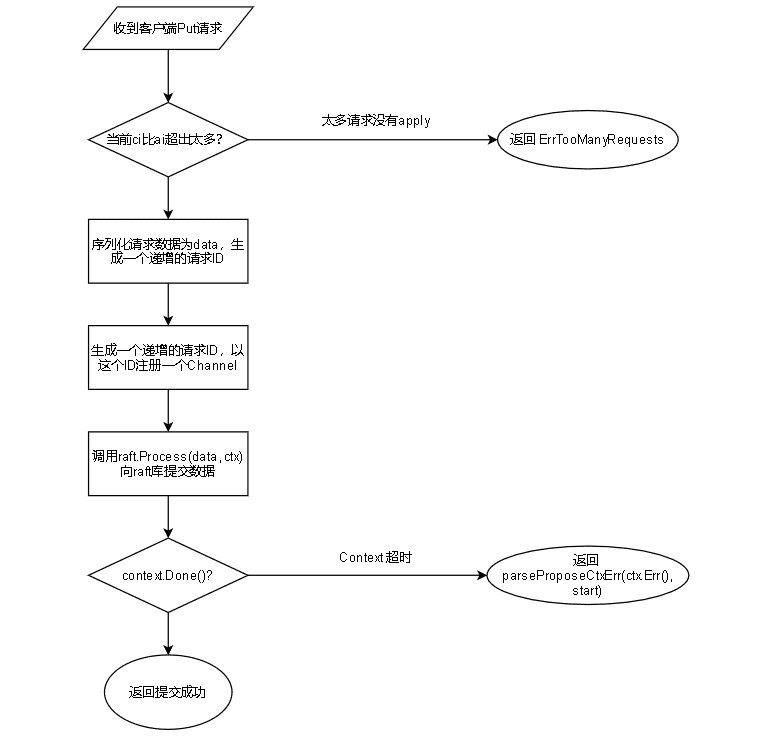 收到客户端Put请求
当前ci比ai超出太多?
太多请求没有apply
返回 ErrTooManyRequests
序列化请求数据为data，生
成一个递增的请求ID
生成一个递增的请求ID，以
这个ID注册一个Channel
调用raft.Process(data,ctx)
向raft库提交数据
context.Done()?
Context 超时
返回
parseProposeCtxErr(ctx.Err(),
start)
返回提交成功